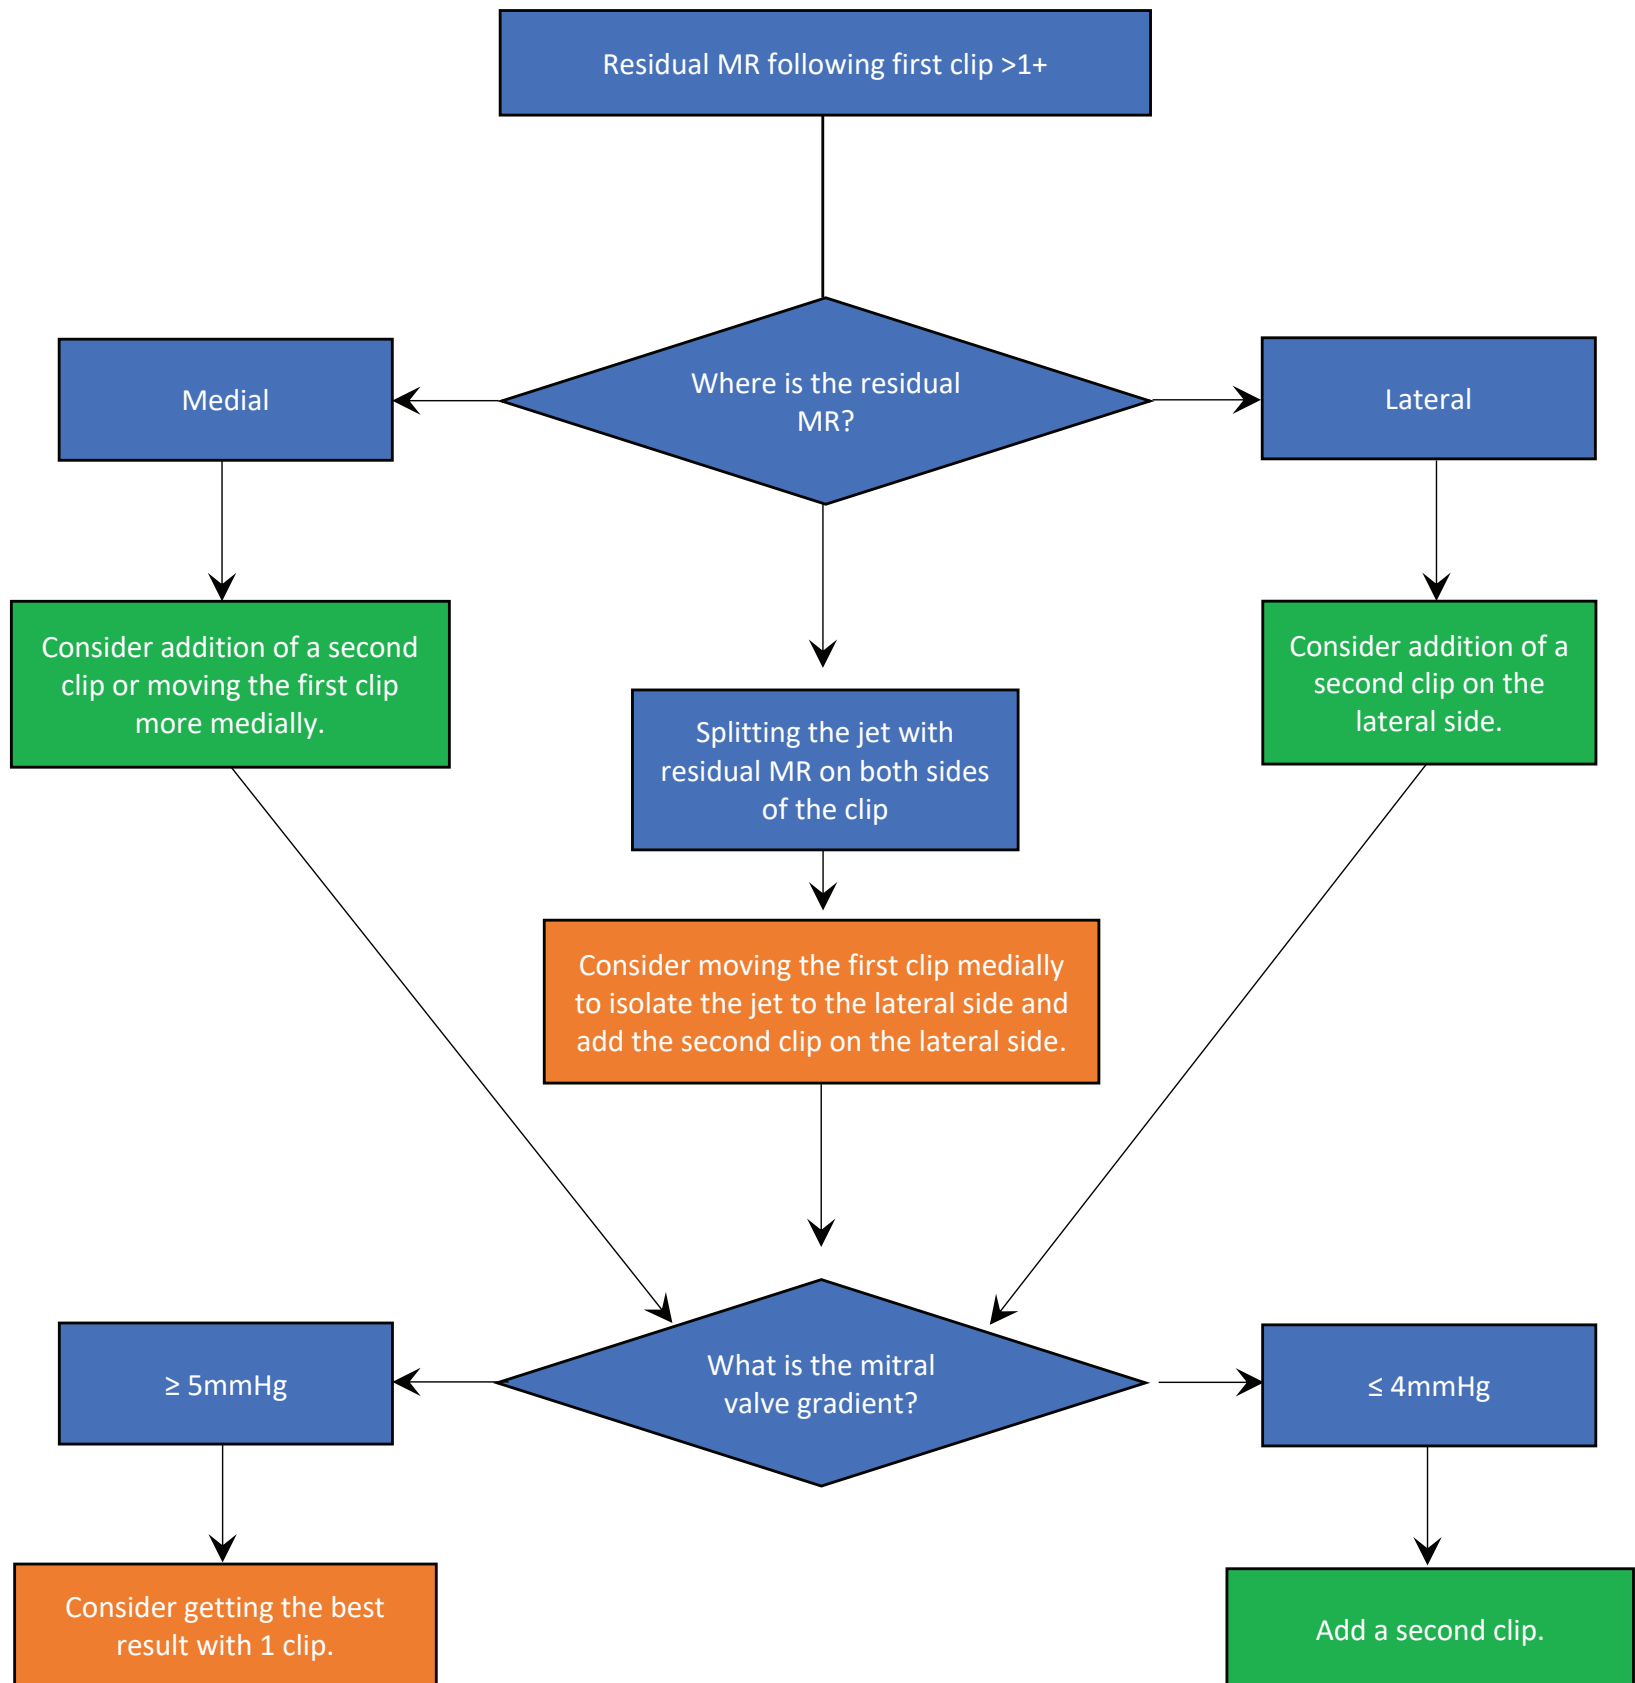 Residual MR following first clip >1+
Where is the residual
MR?
Medial
Lateral
Consider addition of a second
clip or moving the first clip
more medially.
Consider addition of a
second clip on the
lateral side.
Splitting the jet with
residual MR on both sides
of the clip
Consider moving the first clip medially
to isolate the jet to the lateral side and
add the second clip on the lateral side.
What is the mitral
valve gradient?
≥ 5mmHg
≤ 4mmHg
Consider getting the best
result with 1 clip.
Add a second clip.